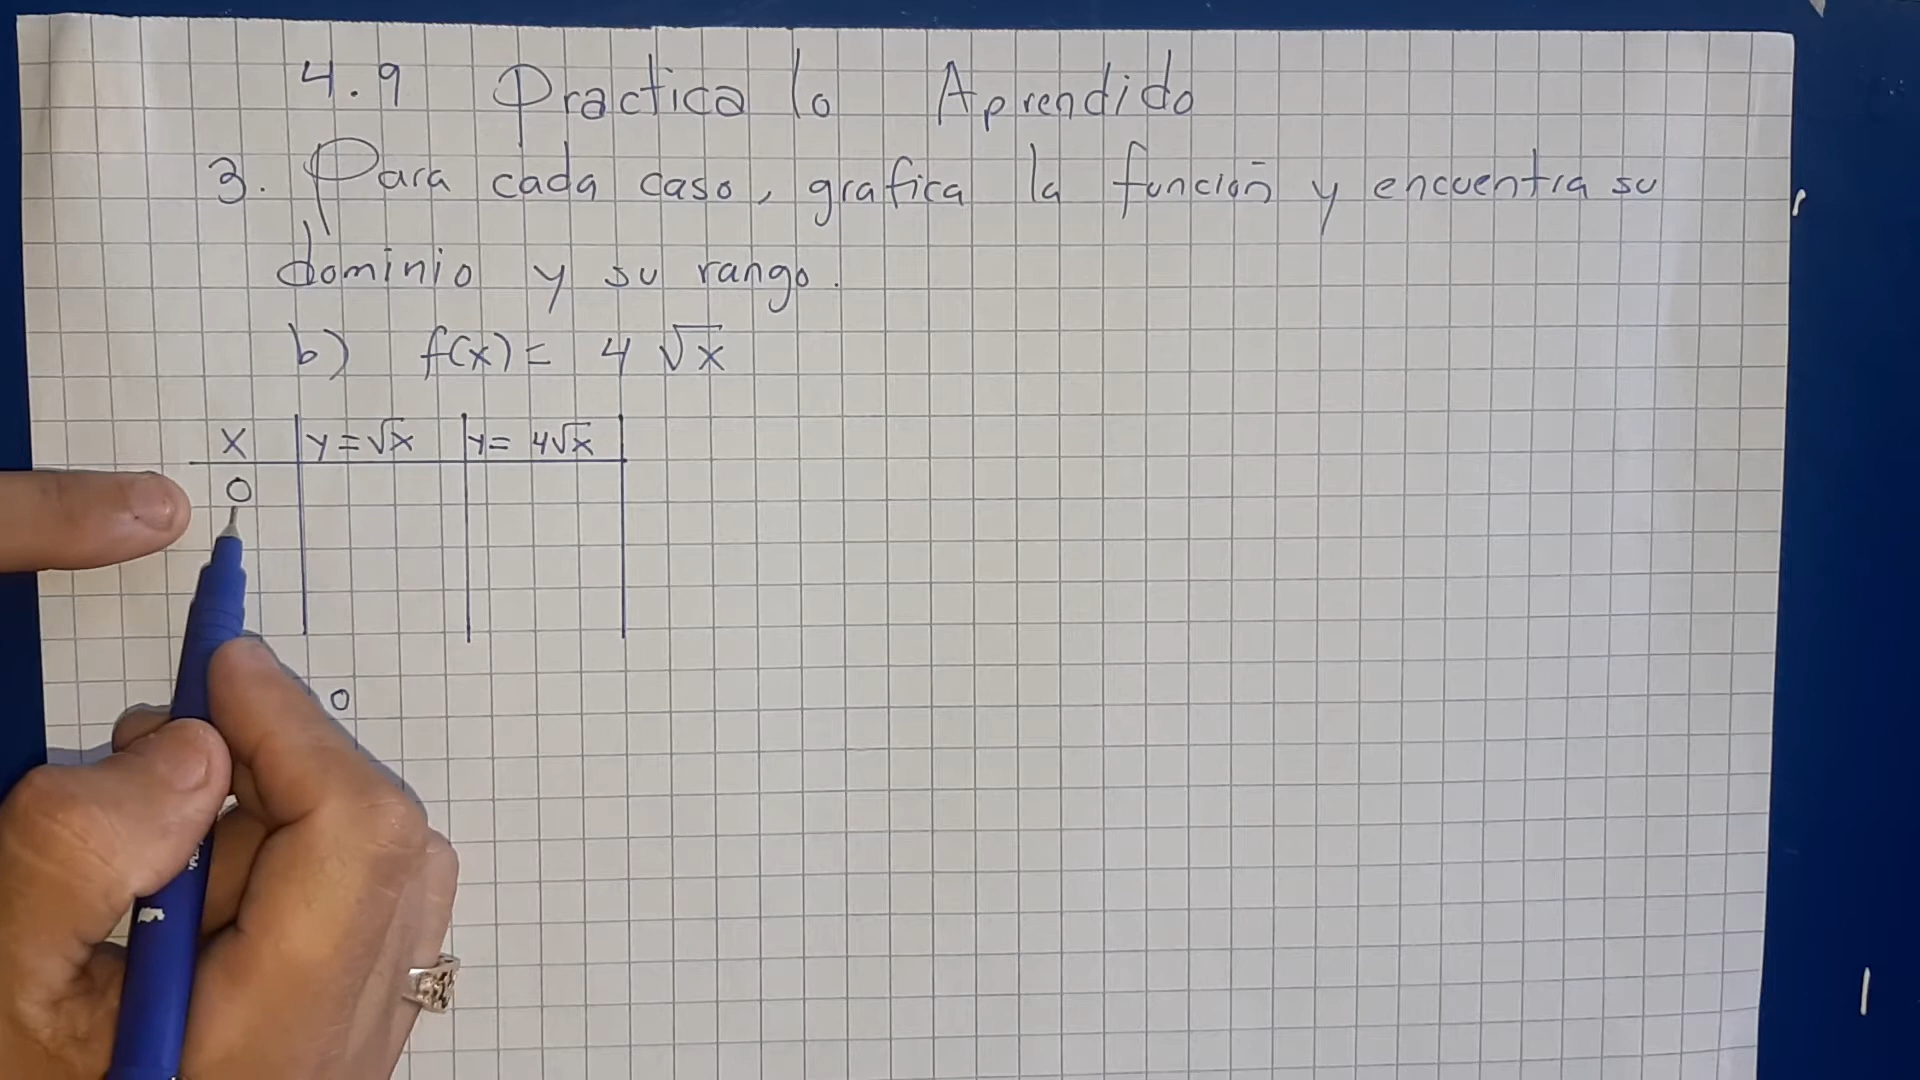 4.9 Practica lo Aprendido
3. Para cada caso, grafica la función y encuentra su
dominio y su rango.
b) f(x) = 4 √x
x | y = √x | y = 4√x
0
0